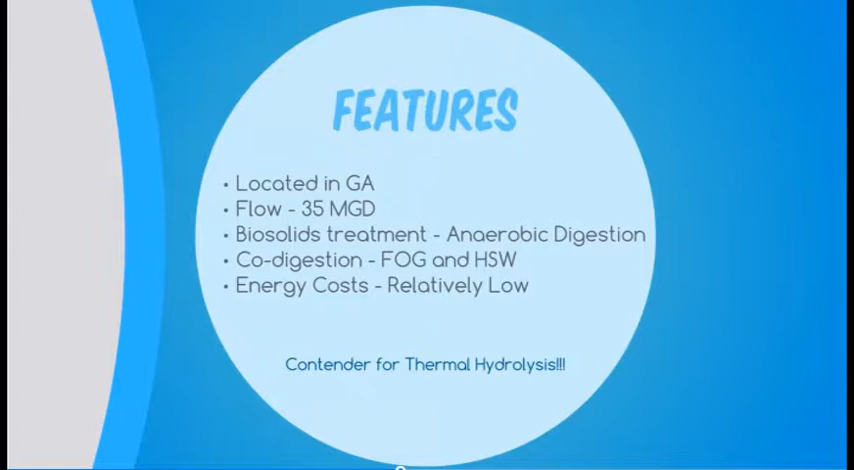 FEATURES
• Located in GA
• Flow - 35 MGD
• Biosolids treatment - Anaerobic Digestion
• Co-digestion - FOG and HSW
• Energy Costs - Relatively Low
Contender for Thermal Hydrolysis!!!